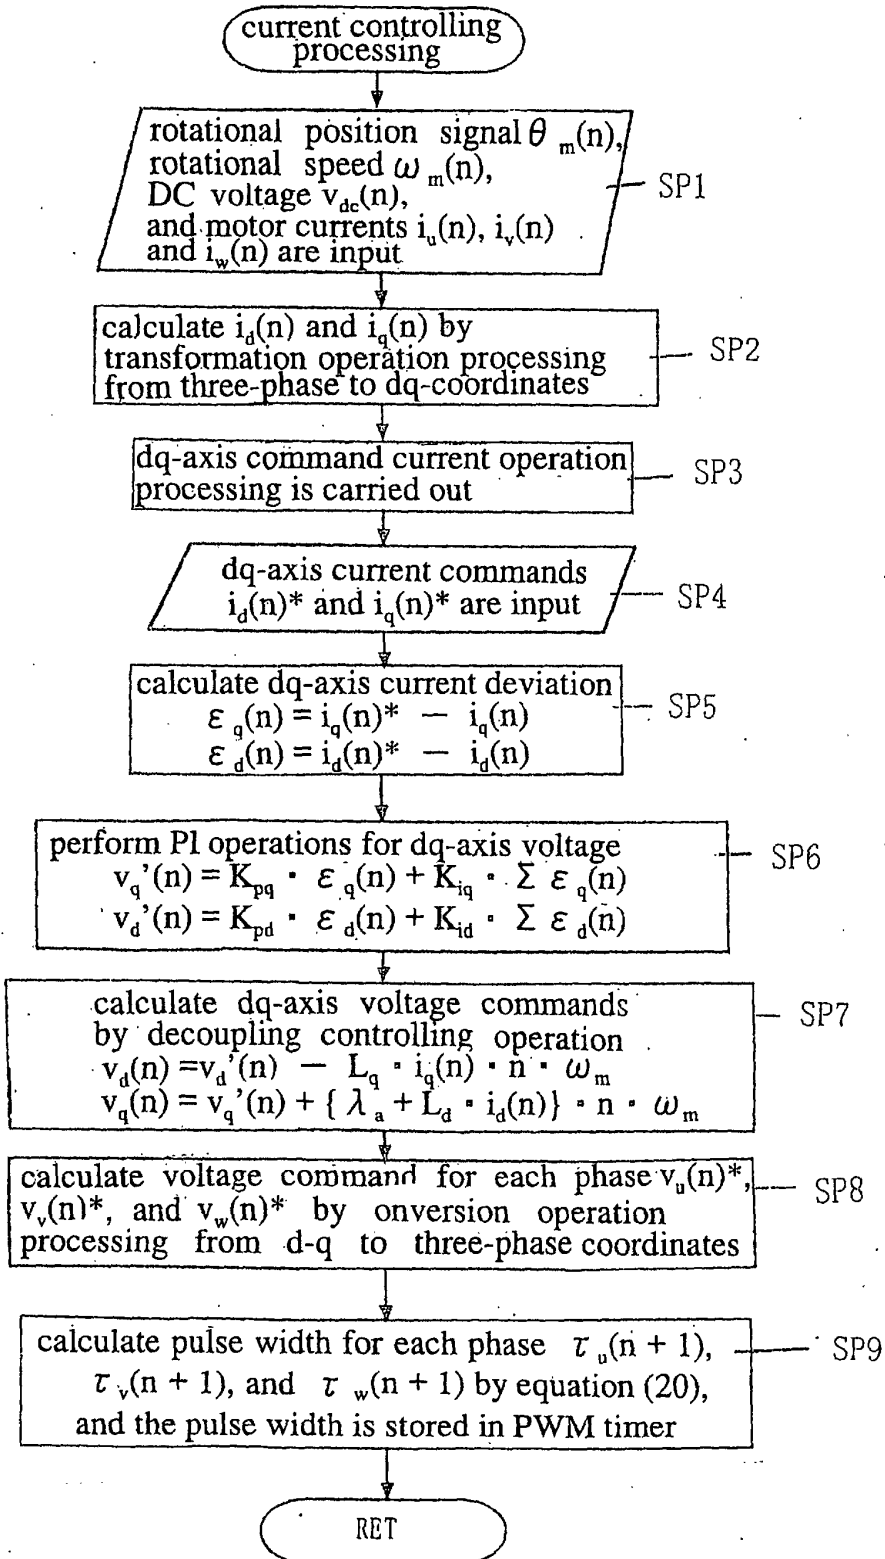 current controlling
processing
rotational position signal θ m(n),
rotational speed ω m(n),
DC voltage vdc(n),
and motor currents iu(n), iv(n)
and iw(n) are input
SP1
calculate id(n) and iq(n) by
transformation operation processing
from three-phase to dq-coordinates
SP2
dq-axis command current operation
processing is carried out
SP3
dq-axis current commands
id(n)* and iq(n)* are input
SP4
calculate dq-axis current deviation
ε q(n) = iq(n)* − iq(n)
ε d(n) = id(n)* − id(n)
SP5
perform PI operations for dq-axis voltage
vq'(n) = Kpq · ε q(n) + Kiq · Σ ε q(n)
vd'(n) = Kpd · ε d(n) + Kid · Σ ε d(n)
SP6
calculate dq-axis voltage commands
by decoupling controlling operation
vd(n) =vd'(n) − Lq · iq(n) · n · ωm
vq(n) = vq'(n) + { λa + Ld · id(n)} · n · ωm
SP7
calculate voltage command for each phase vu(n)*,
vv(n)*, and vw(n)* by onversion operation
processing from d-q to three-phase coordinates
SP8
calculate pulse width for each phase τ u(n + 1),
τ v(n + 1), and τ w(n + 1) by equation (20),
and the pulse width is stored in PWM timer
SP9
RET